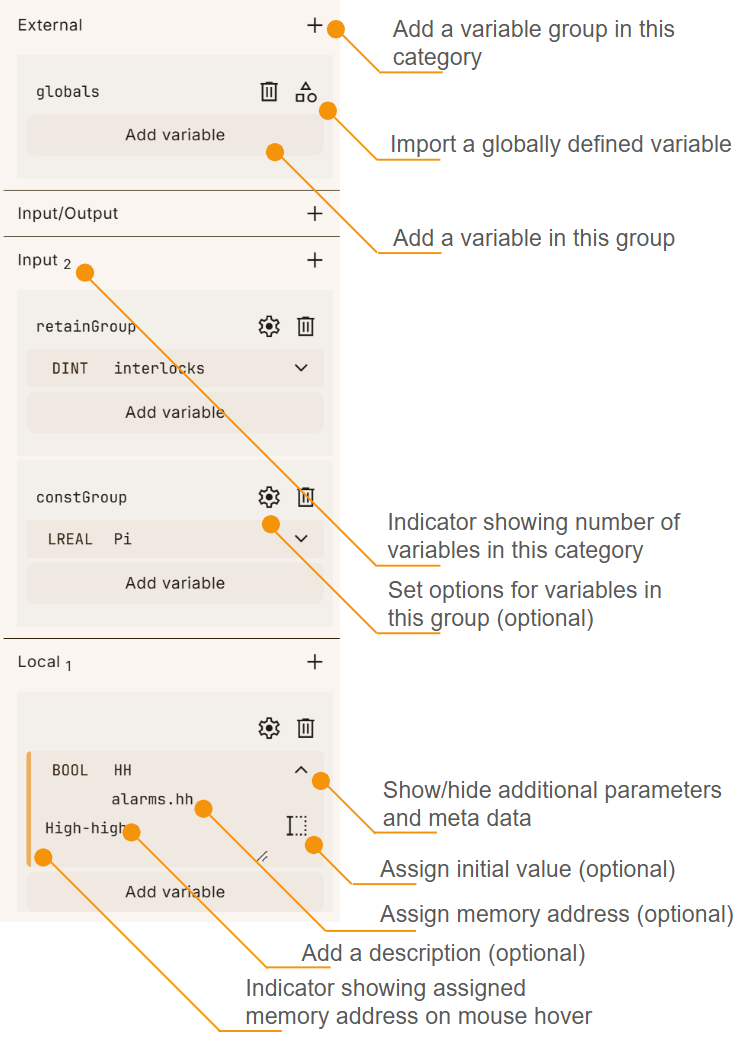 External
Add a variable group in this
category
globals
Add variable
Import a globally defined variable
Input/Output
Add a variable in this group
Input 2
retainGroup
DINT interlocks
Add variable
constGroup
LREAL Pi
Add variable
Indicator showing number of
variables in this category
Set options for variables in
this group (optional)
Local 1
BOOL HH
alarms.hh
High-high
Add variable
Show/hide additional parameters
and meta data
Assign initial value (optional)
Assign memory address (optional)
Add a description (optional)
Indicator showing assigned
memory address on mouse hover